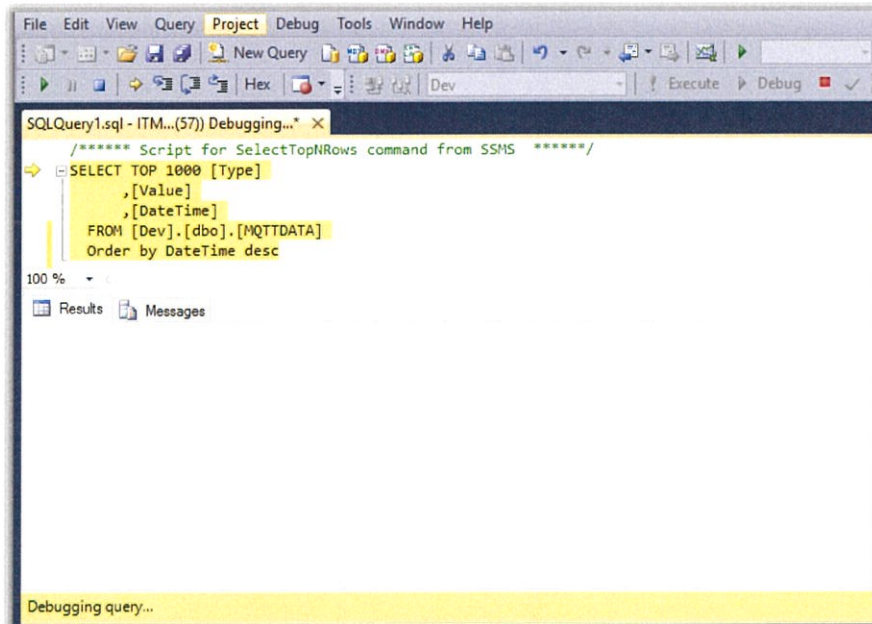 File Edit View Query Project Debug Tools Window Help
New Query
Hex Dev Execute Debug
SQLQuery1.sql - ITM...(57)) Debugging...* ×
/****** Script for SelectTopNRows command from SSMS ******/
SELECT TOP 1000 [Type]
,[Value]
,[DateTime]
FROM [Dev].[dbo].[MQTTDATA]
Order by DateTime desc
100 %
Results Messages
Debugging query...